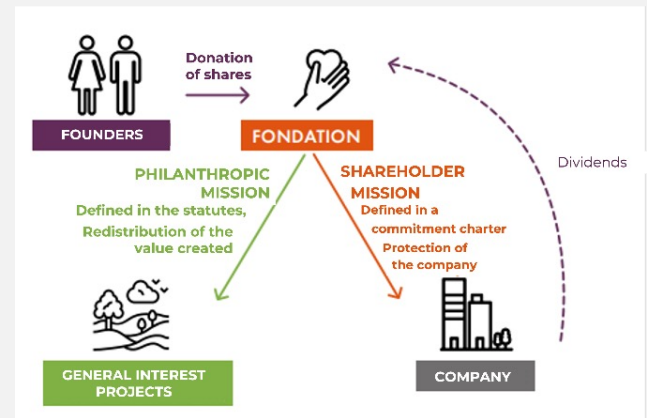 Donation
of shares
FOUNDERS
FONDATION
Dividends
PHILANTHROPIC
MISSION
Defined in the statutes,
Redistribution of the
value created
SHAREHOLDER
MISSION
Defined in a
commitment charter
Protection of
the company
GENERAL INTEREST
PROJECTS
COMPANY